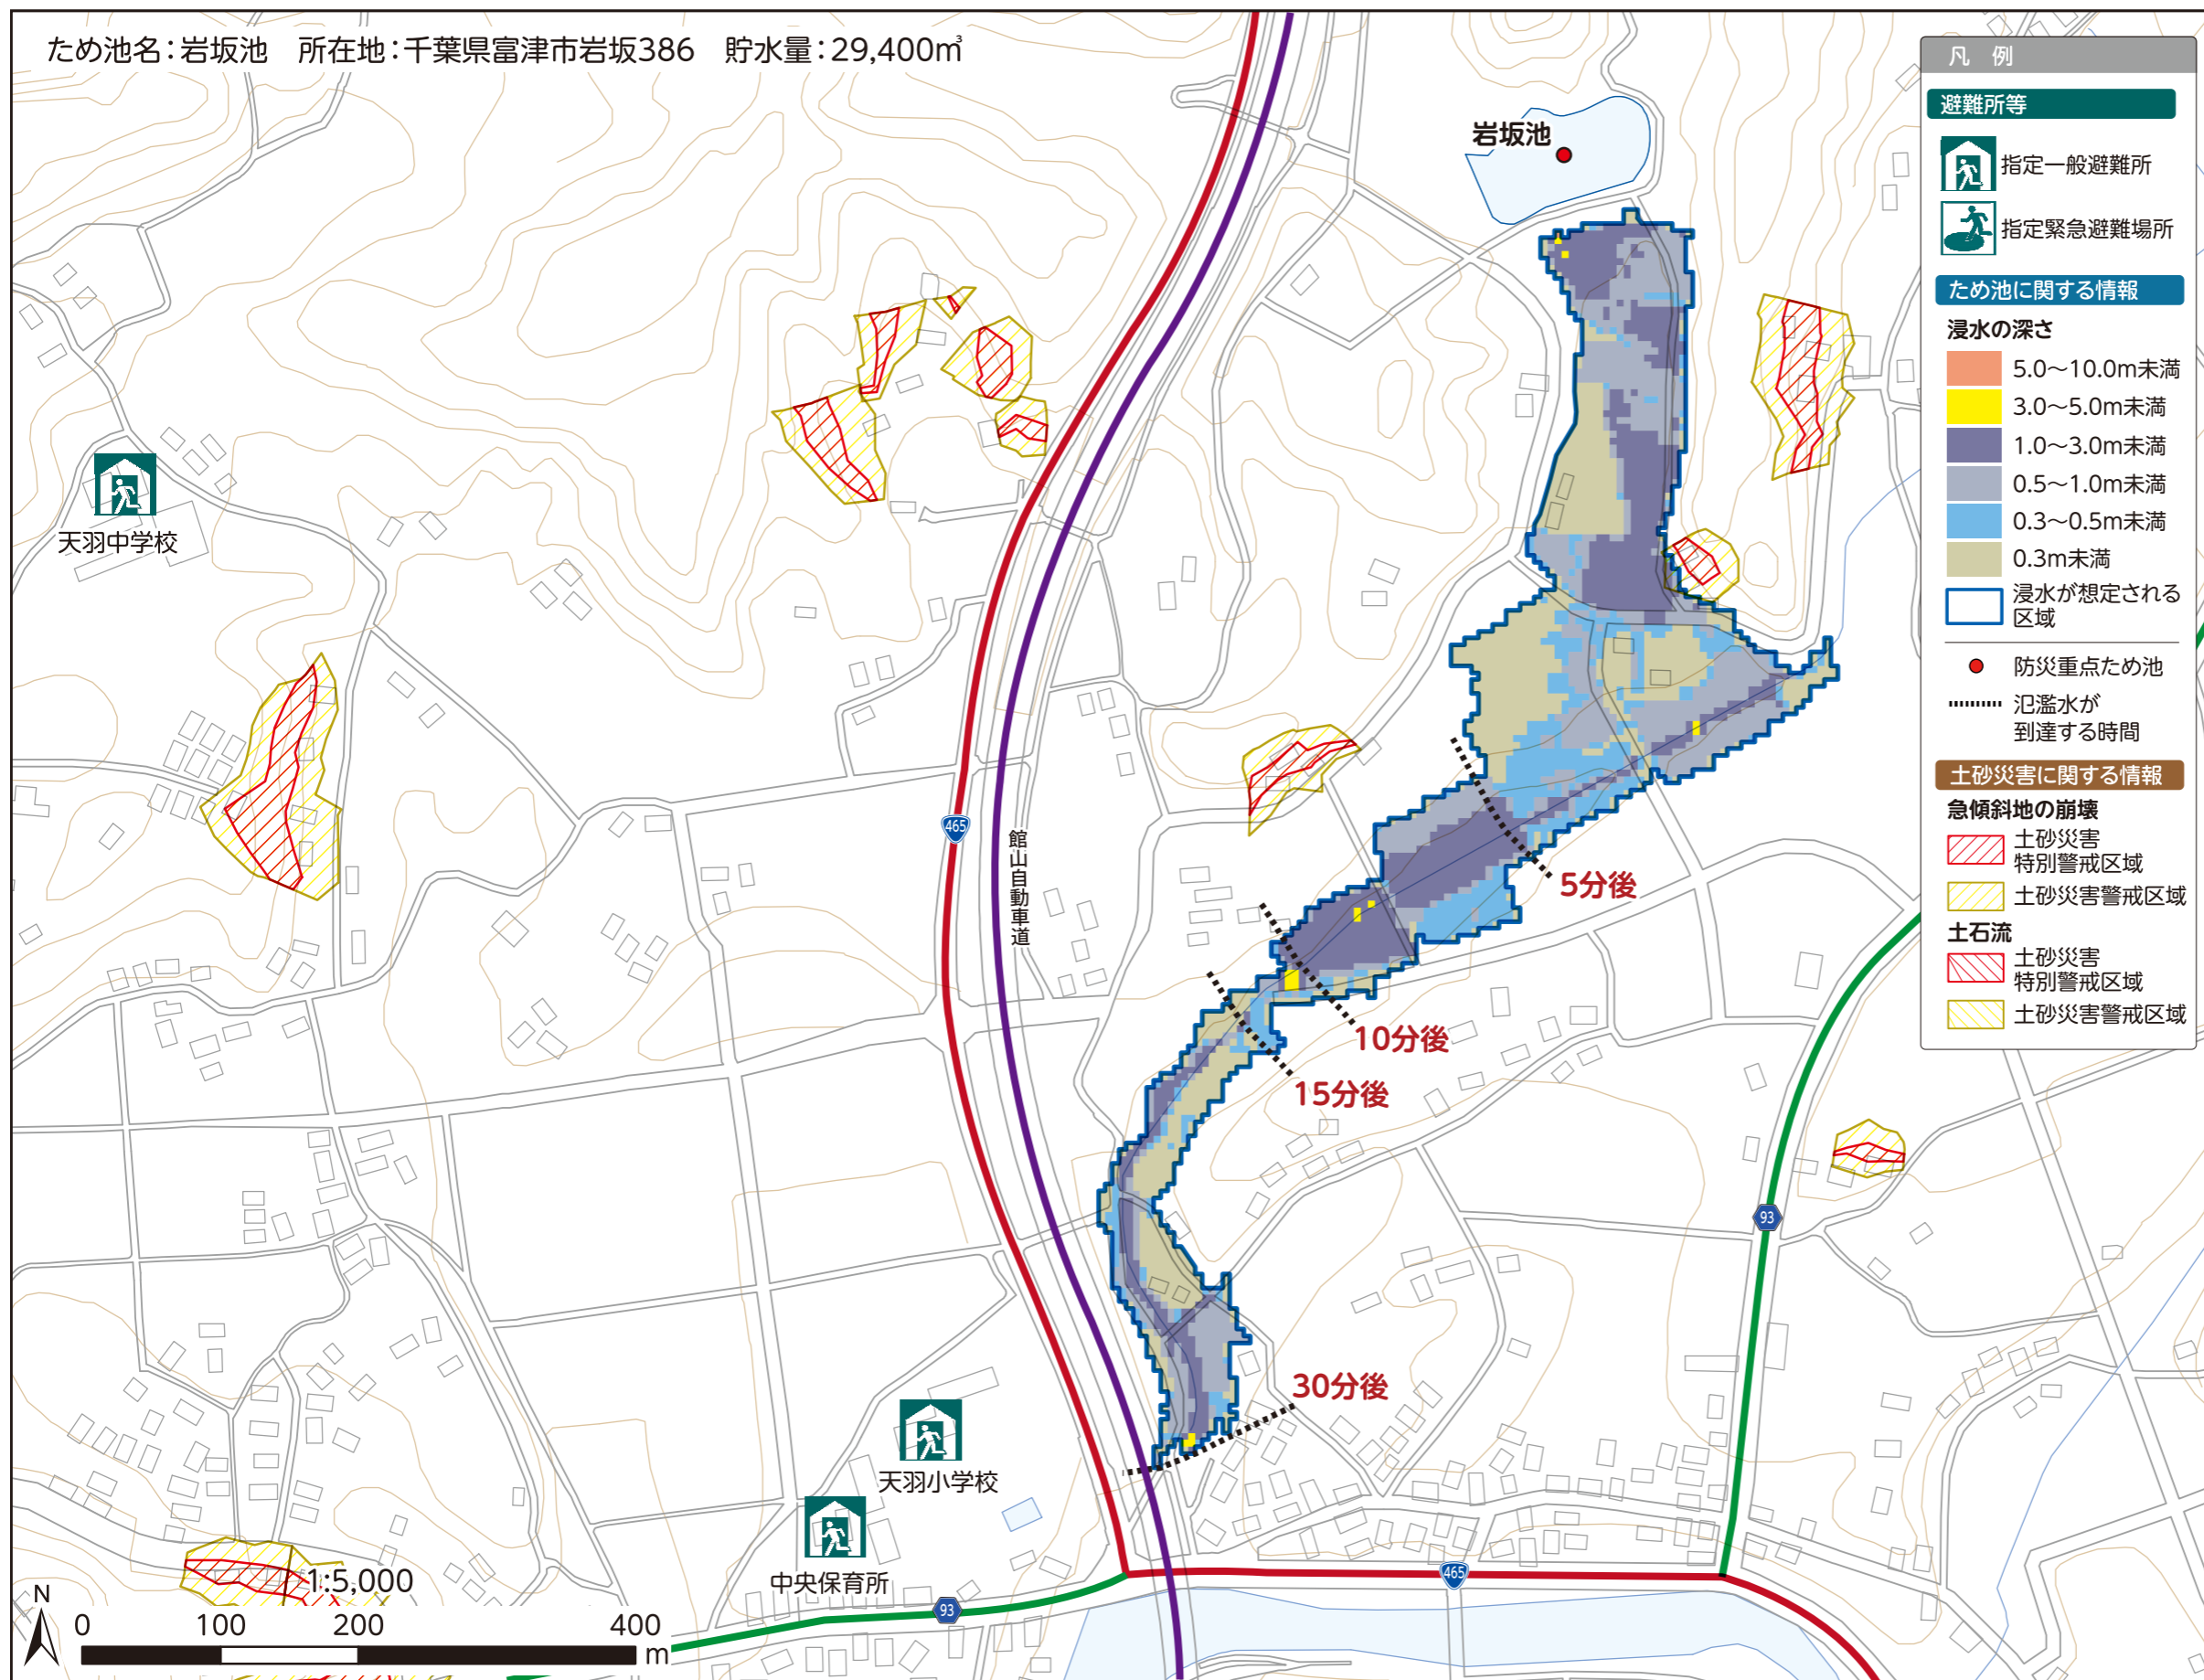 ため池名：岩坂池　所在地：千葉県富津市岩坂386　貯水量：29,400㎥
岩坂池
天羽中学校
465
館山自動車道
5分後
10分後
15分後
93
30分後
天羽小学校
中央保育所
465
93
1:5,000
N
0 100 200 400
m
凡　例
避難所等
指定一般避難所
指定緊急避難場所
ため池に関する情報
浸水の深さ
5.0～10.0m未満
3.0～5.0m未満
1.0～3.0m未満
0.5～1.0m未満
0.3～0.5m未満
0.3m未満
浸水が想定される
区域
防災重点ため池
氾濫水が
到達する時間
土砂災害に関する情報
急傾斜地の崩壊
土砂災害
特別警戒区域
土砂災害警戒区域
土石流
土砂災害
特別警戒区域
土砂災害警戒区域